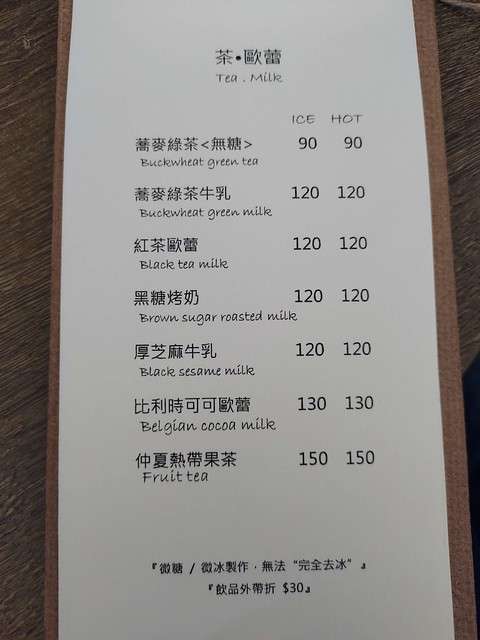 茶•歐蕾
Tea . Milk
ICE HOT
蕎麥綠茶<無糖> 90 90
Buckwheat green tea
蕎麥綠茶牛乳 120 120
Buckwheat green milk
紅茶歐蕾 120 120
Black tea milk
黑糖烤奶 120 120
Brown sugar roasted milk
厚芝麻牛乳 120 120
Black sesame milk
比利時可可歐蕾 130 130
Belgian cocoa milk
仲夏熱帶果茶 150 150
Fruit tea
『微糖 / 微冰製作，無法“完全去冰”』
『飲品外帶折 $30』